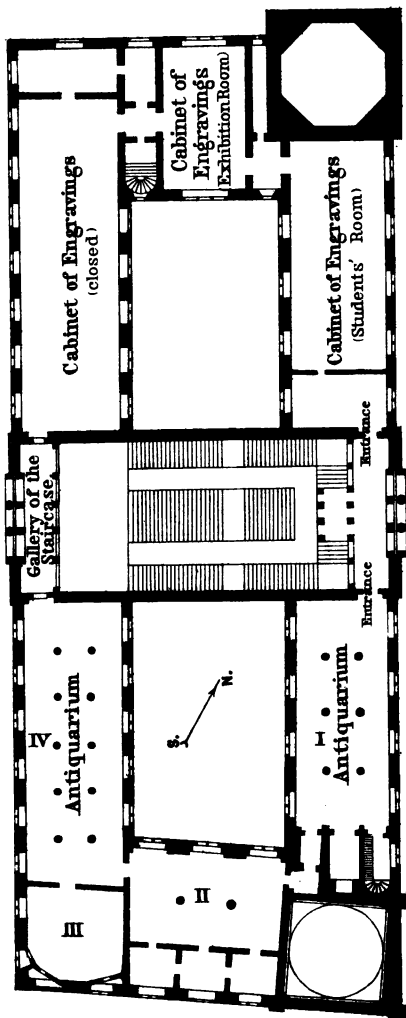 Cabinet of
Engravings
Exhibition Room)
Cabinet of Engravings
(closed)
Cabinet of Engravings
(Students' Room)
Gallery of the
Staircase.
Entrance
Entrance
Antiquarium
IV
S.
N.
I
Antiquarium
II
III